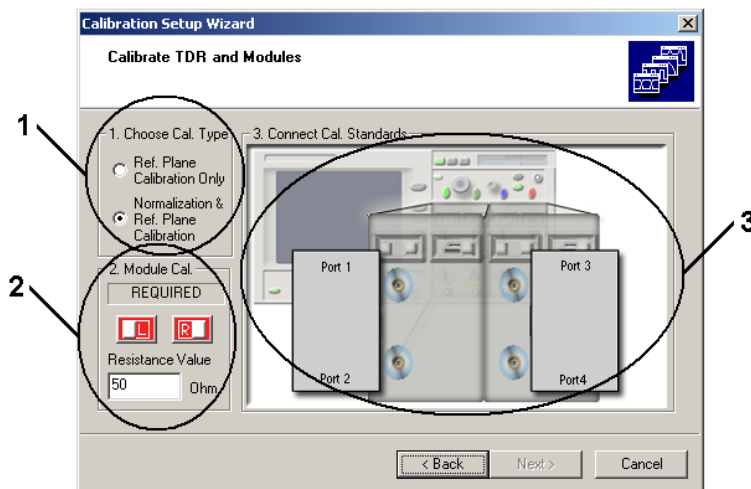 Calibration Setup Wizard
Calibrate TDR and Modules
1
1. Choose Cal. Type
Ref. Plane
Calibration Only
Normalization &
Ref. Plane
Calibration
2
2. Module Cal.
REQUIRED
L R
Resistance Value
50 Ohm
3. Connect Cal. Standards
Port 1
Port 2
Port 3
Port4
3
< Back Next > Cancel